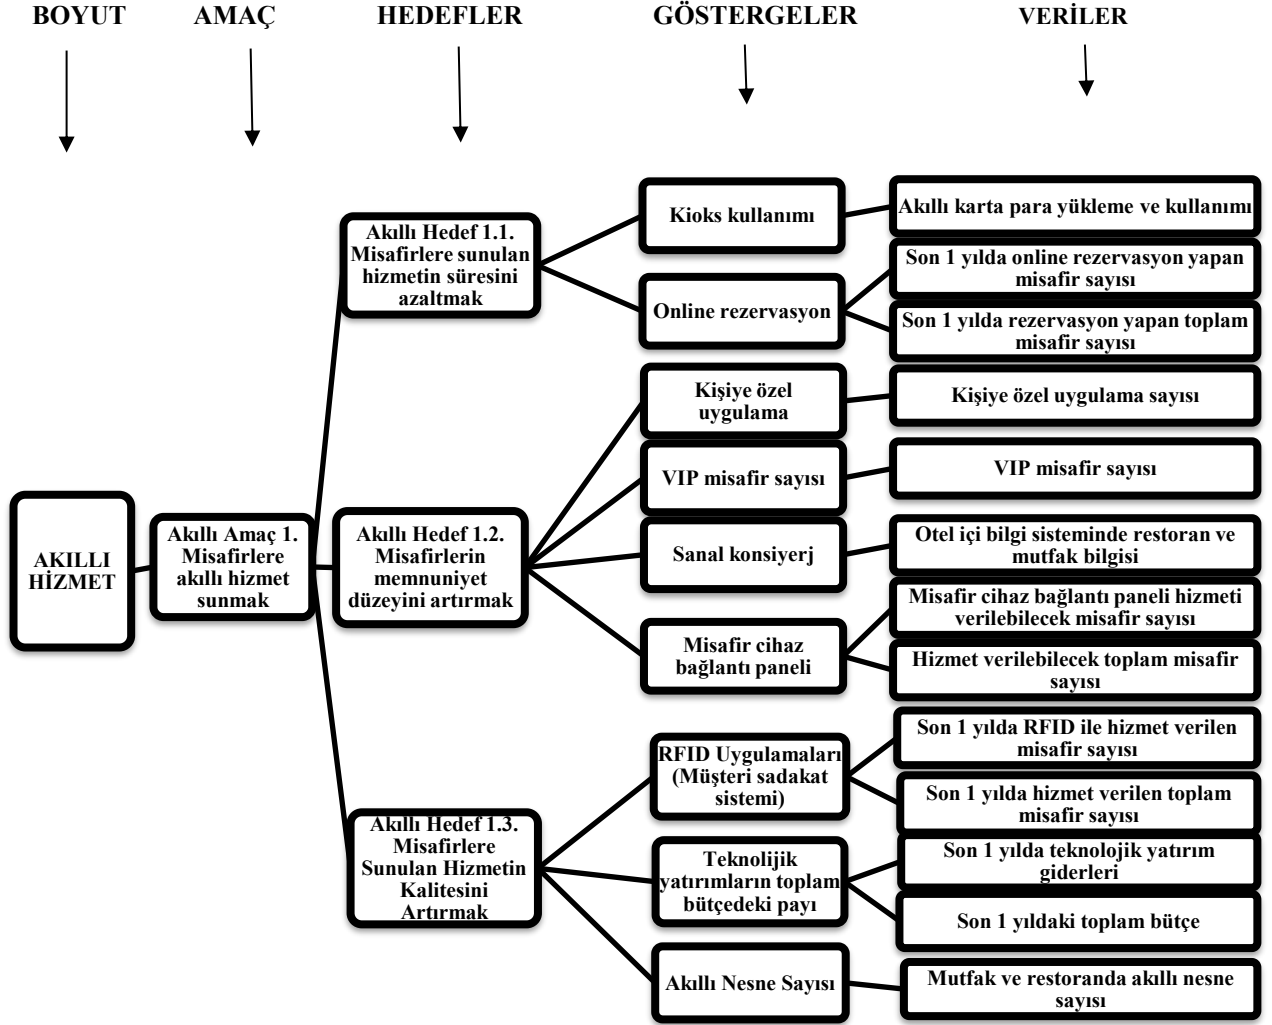 BOYUT AMAÇ HEDEFLER GÖSTERGELER VERİLER
AKILLI
HİZMET
Akıllı Amaç 1.
Misafirlere
akıllı hizmet
sunmak
Akıllı Hedef 1.1.
Misafirlere sunulan
hizmetin süresini
azaltmak
Kioks kullanımı
Akıllı karta para yükleme ve kullanımı
Online rezervasyon
Son 1 yılda online rezervasyon yapan
misafir sayısı
Son 1 yılda rezervasyon yapan toplam
misafir sayısı
Akıllı Hedef 1.2.
Misafirlerin
memnuniyet
düzeyini artırmak
Kişiye özel
uygulama
Kişiye özel uygulama sayısı
VIP misafir sayısı
VIP misafir sayısı
Sanal konsiyerj
Otel içi bilgi sisteminde restoran ve
mutfak bilgisi
Misafir cihaz
bağlantı paneli
Misafir cihaz bağlantı paneli hizmeti
verilebilecek misafir sayısı
Hizmet verilebilecek toplam misafir
sayısı
Akıllı Hedef 1.3.
Misafirlere
Sunulan Hizmetin
Kalitesini
Artırmak
RFID Uygulamaları
(Müşteri sadakat
sistemi)
Son 1 yılda RFID ile hizmet verilen
misafir sayısı
Son 1 yılda hizmet verilen toplam
misafir sayısı
Teknolijik
yatırımların toplam
bütçedeki payı
Son 1 yılda teknolojik yatırım
giderleri
Son 1 yıldaki toplam bütçe
Akıllı Nesne Sayısı
Mutfak ve restoranda akıllı nesne
sayısı